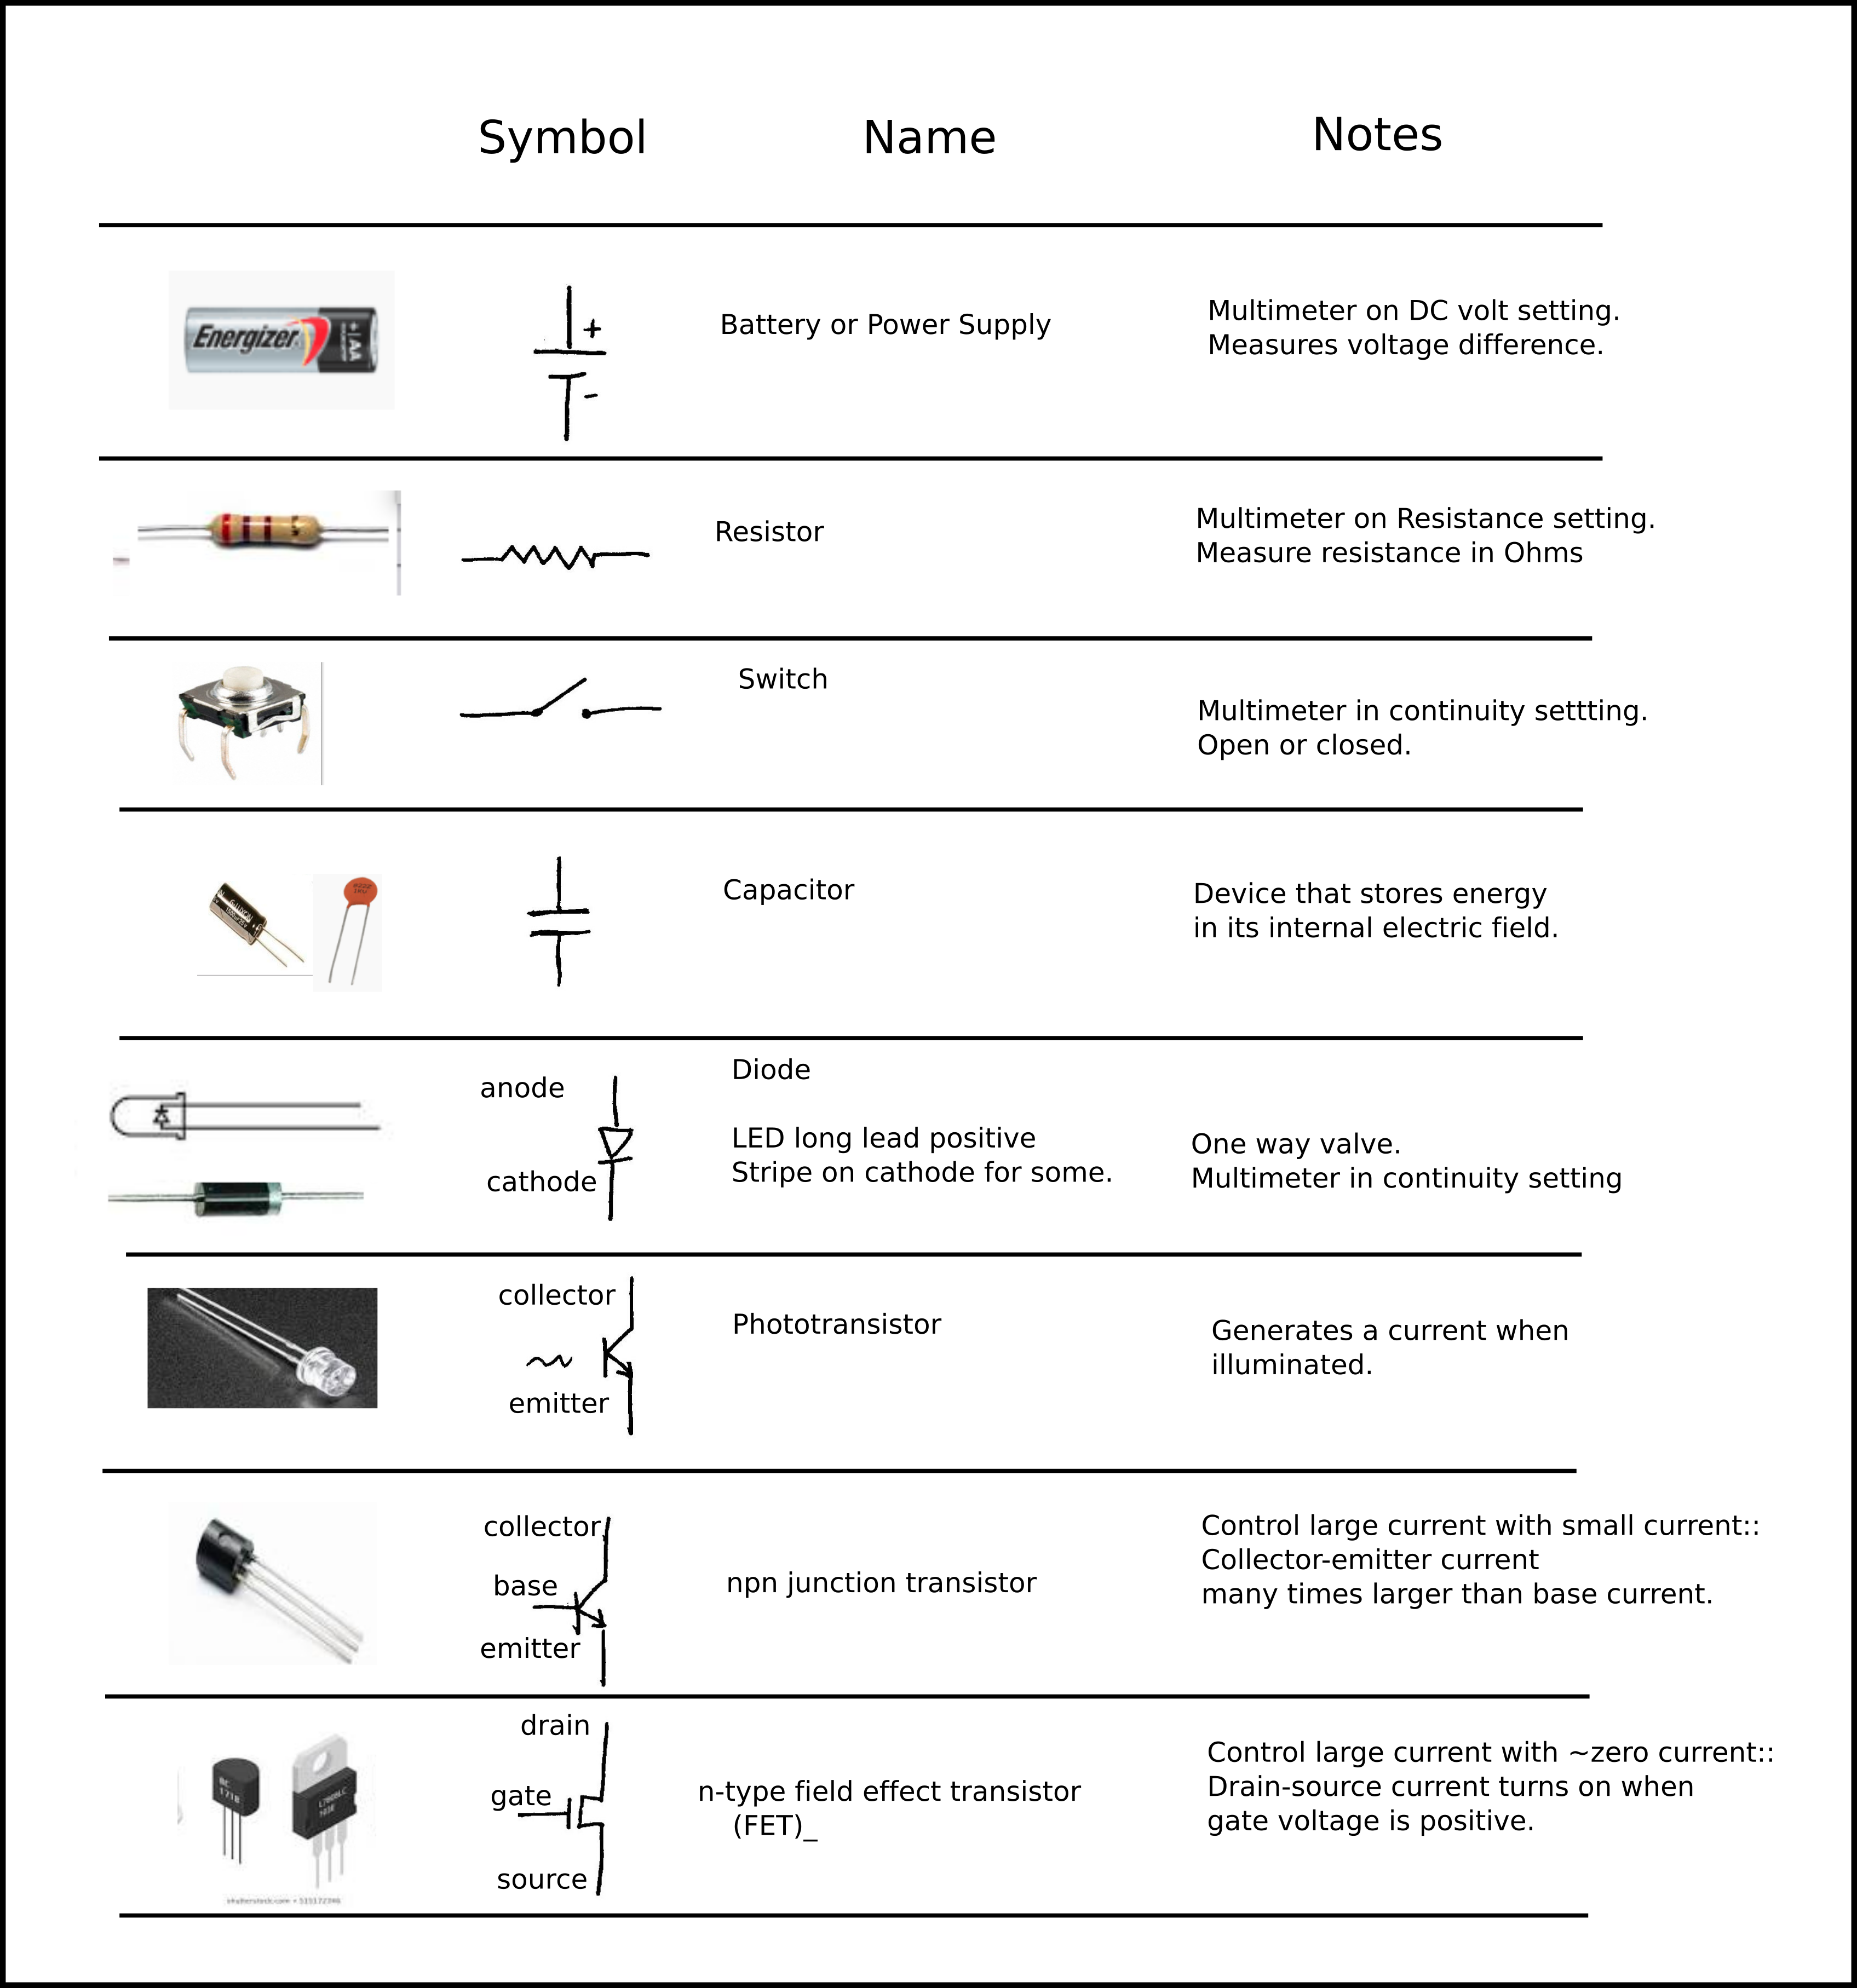 Symbol Name Notes
Energizer +AA
+
-
Battery or Power Supply
Multimeter on DC volt setting.
Measures voltage difference.
Resistor
Multimeter on Resistance setting.
Measure resistance in Ohms
Switch
Multimeter in continuity settting.
Open or closed.
Capacitor
Device that stores energy
in its internal electric field.
anode
cathode
Diode
LED long lead positive
Stripe on cathode for some.
One way valve.
Multimeter in continuity setting
collector
emitter
Phototransistor
Generates a current when
illuminated.
collector
base
emitter
npn junction transistor
Control large current with small current::
Collector-emitter current
many times larger than base current.
BC
171B
drain
gate
source
n-type field effect transistor
(FET)_
Control large current with ~zero current::
Drain-source current turns on when
gate voltage is positive.